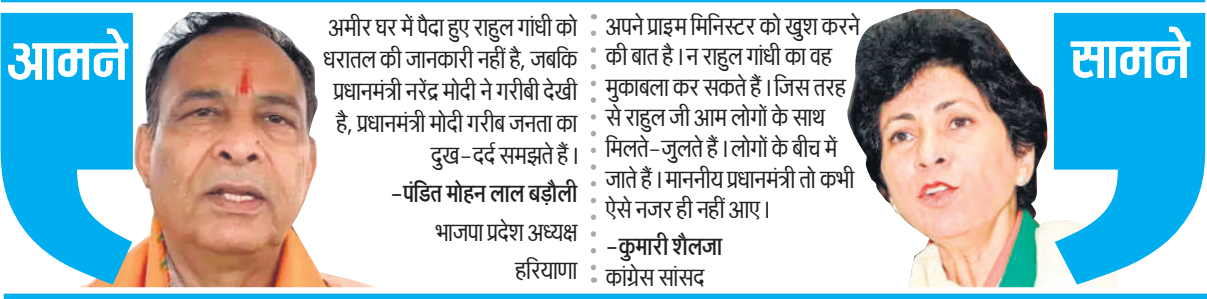 आमने
अमीर घर में पैदा हुए राहुल गांधी को
धरातल की जानकारी नहीं है, जबकि
प्रधानमंत्री नरेंद्र मोदी ने गरीबी देखी
है, प्रधानमंत्री मोदी गरीब जनता का
दुख-दर्द समझते हैं।
-पंडित मोहन लाल बड़ौली
भाजपा प्रदेश अध्यक्ष
हरियाणा
अपने प्राइम मिनिस्टर को खुश करने
की बात है। न राहुल गांधी का वह
मुकाबला कर सकते हैं। जिस तरह
से राहुल जी आम लोगों के साथ
मिलते-जुलते हैं। लोगों के बीच में
जाते हैं। माननीय प्रधानमंत्री तो कभी
ऐसे नजर ही नहीं आए।
-कुमारी शैलजा
कांग्रेस सांसद
सामने